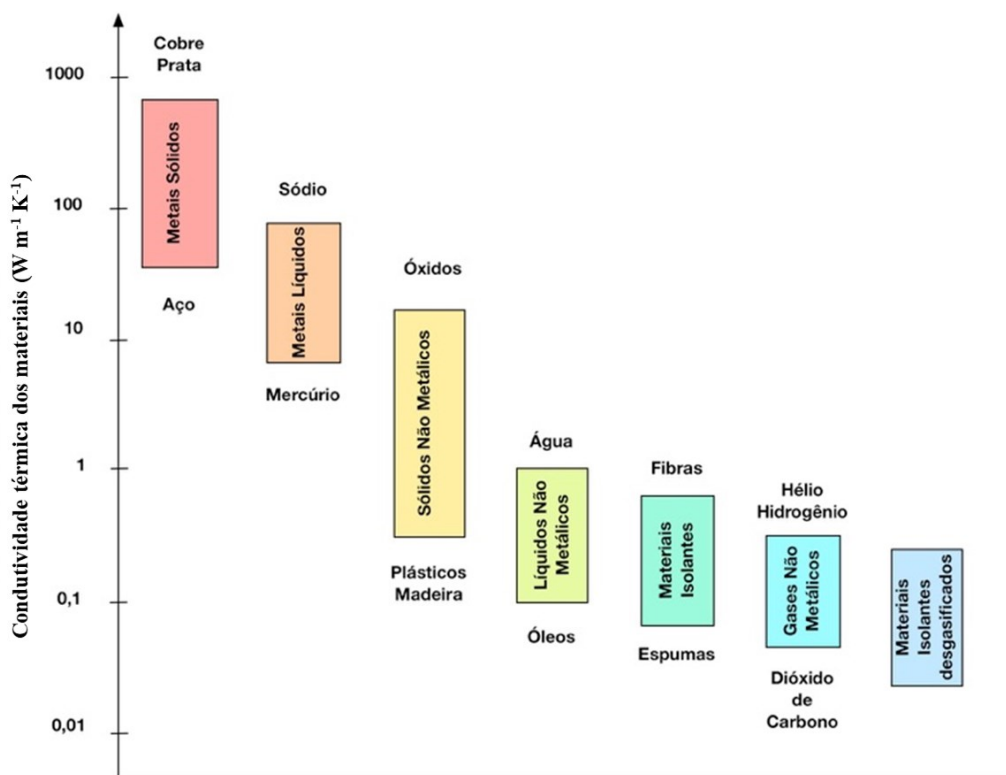 Condutividade térmica dos materiais (W m⁻¹ K⁻¹)
1000
100
10
1
0,1
0,01
Cobre
Prata
Metais Sólidos
Aço
Sódio
Metais Líquidos
Mercúrio
Óxidos
Sólidos Não Metálicos
Plásticos
Madeira
Água
Líquidos Não
Metálicos
Óleos
Fibras
Materiais
Isolantes
Espumas
Hélio
Hidrogênio
Gases Não
Metálicos
Dióxido
de
Carbono
Materiais
Isolantes
desgasificados